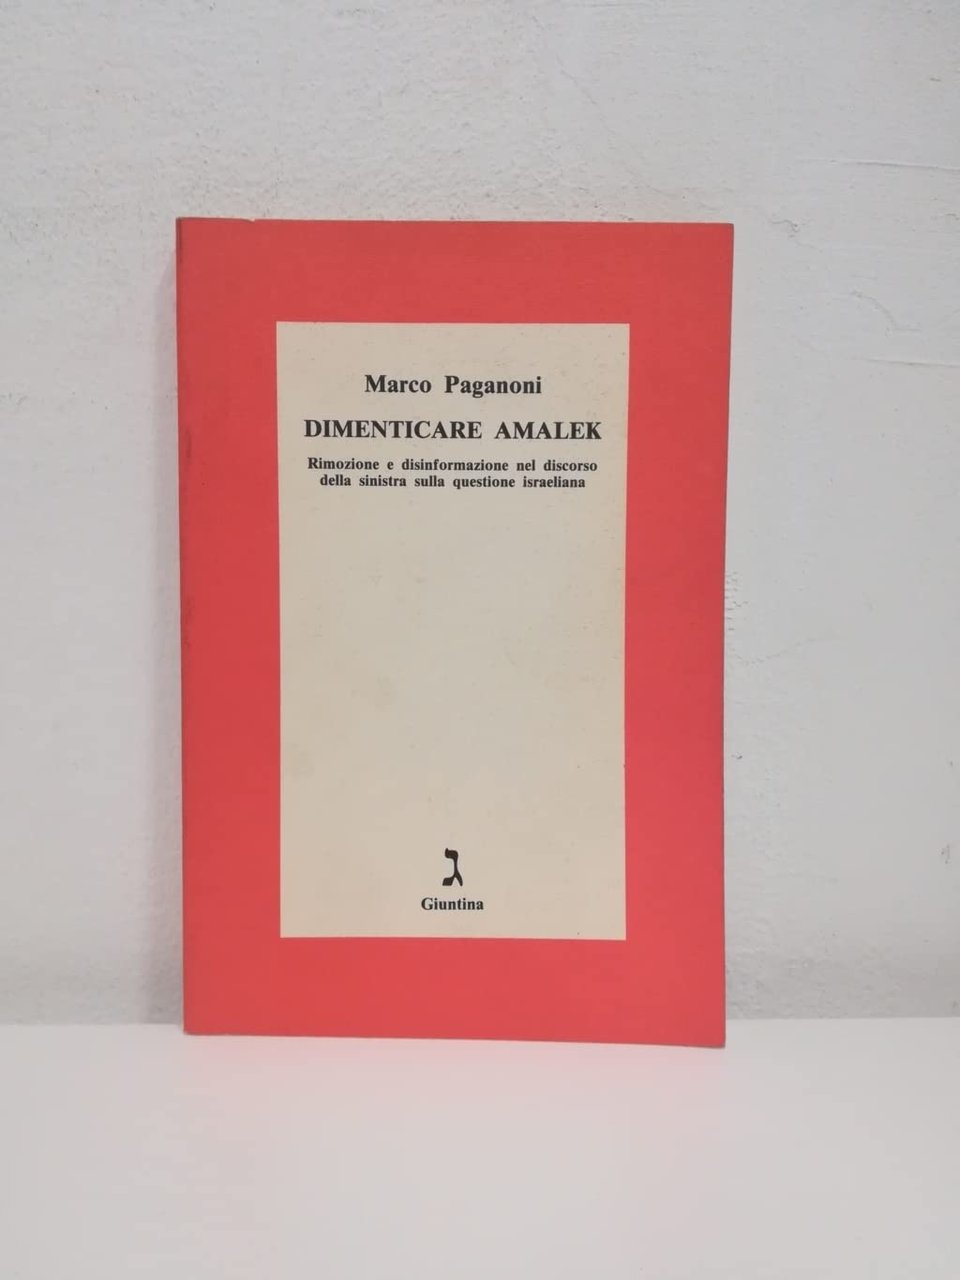 Marco Paganoni
DIMENTICARE AMALEK
Rimozione e disinformazione nel discorso
della sinistra sulla questione israeliana
ג
Giuntina